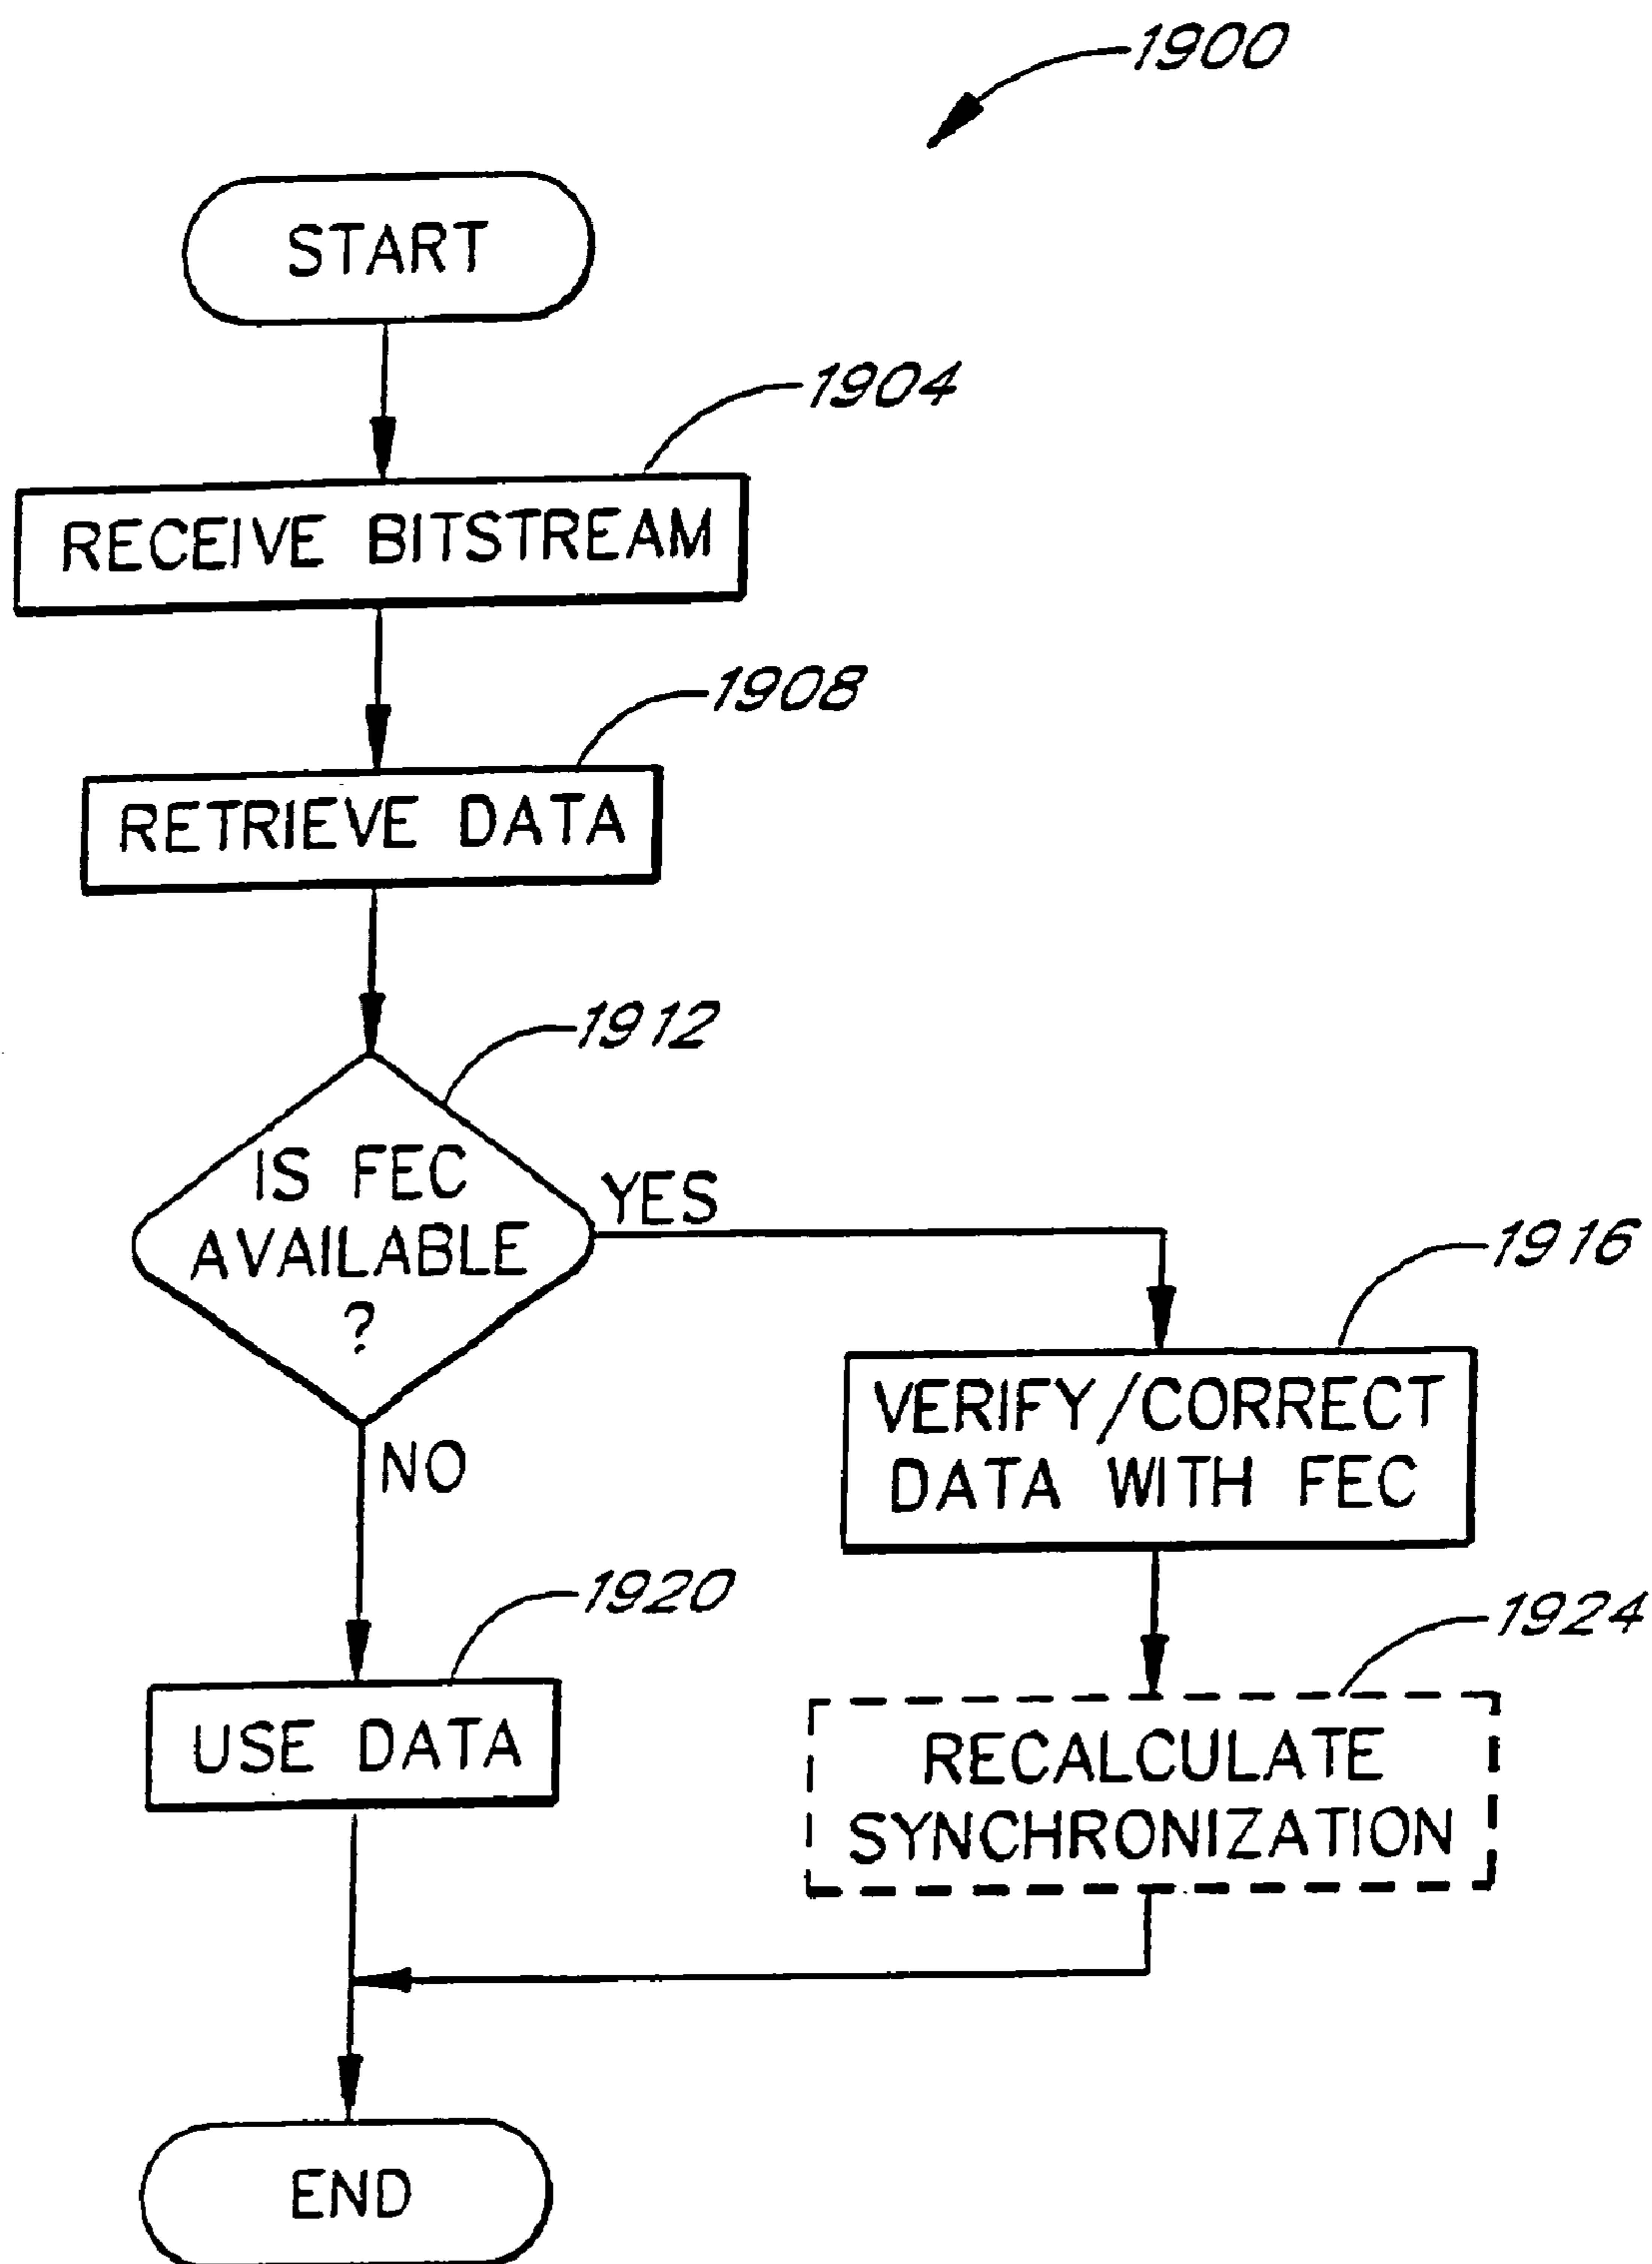 1900
START
1904
RECEIVE BITSTREAM
1908
RETRIEVE DATA
1912
IS FEC
AVAILABLE
?
YES
NO
1916
VERIFY/CORRECT
DATA WITH FEC
1920
USE DATA
1924
RECALCULATE
SYNCHRONIZATION
END